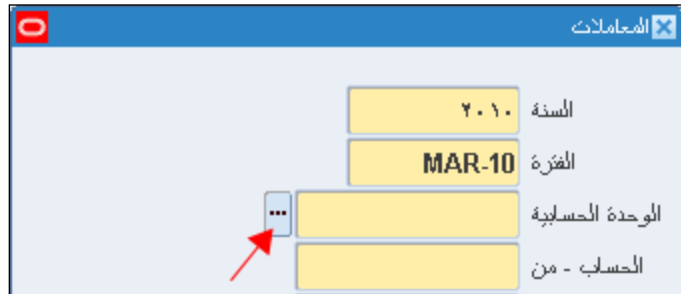 المعاملات
السنة ٢٠١٠
الفترة MAR-10
الوحدة الحسابية ...
الحساب - من